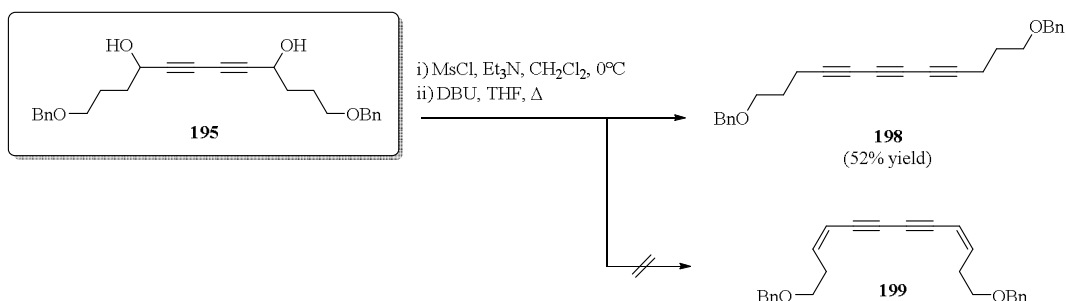 HO
OH
BnO
OBn
195
i) MsCl, Et₃N, CH₂Cl₂, 0ºC
ii) DBU, THF, Δ
OBn
BnO
198
(52% yield)
BnO
199
OBn